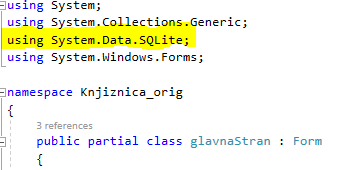 using System;
using System.Collections.Generic;
using System.Data.SQLite;
using System.Windows.Forms;
namespace Knjiznica_orig
{
3 references
public partial class glavnaStran : Form
{